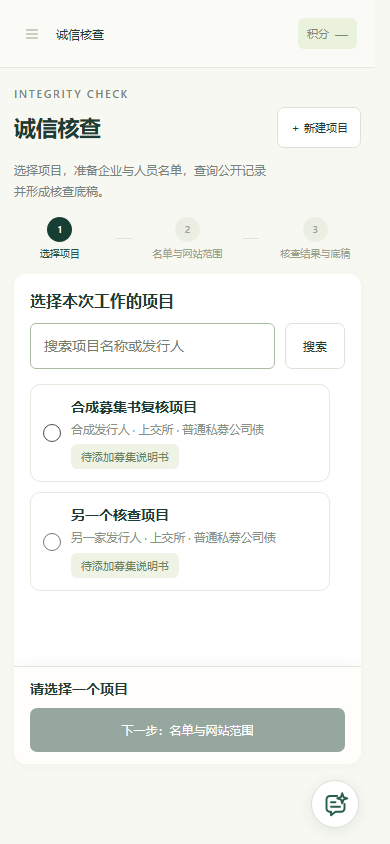 诚信核查
积分 —
INTEGRITY CHECK
诚信核查
+ 新建项目
选择项目，准备企业与人员名单，查询公开记录
并形成核查底稿。
1
2
3
选择项目
名单与网站范围
核查结果与底稿
选择本次工作的项目
搜索项目名称或发行人
搜索
合成募集书复核项目
合成发行人 · 上交所 · 普通私募公司债
待添加募集说明书
另一个核查项目
另一家发行人 · 上交所 · 普通私募公司债
待添加募集说明书
请选择一个项目
下一步：名单与网站范围